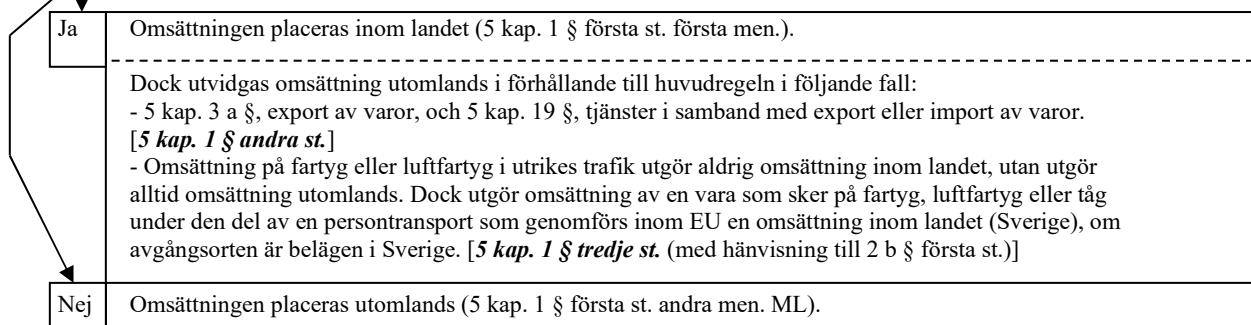 Ja Omsättningen placeras inom landet (5 kap. 1 § första st. första men.).
Dock utvidgas omsättning utomlands i förhållande till huvudregeln i följande fall:
- 5 kap. 3 a §, export av varor, och 5 kap. 19 §, tjänster i samband med export eller import av varor.
[5 kap. 1 § andra st.]
- Omsättning på fartyg eller luftfartyg i utrikes trafik utgör aldrig omsättning inom landet, utan utgör
alltid omsättning utomlands. Dock utgör omsättning av en vara som sker på fartyg, luftfartyg eller tåg
under den del av en persontransport som genomförs inom EU en omsättning inom landet (Sverige), om
avgångsorten är belägen i Sverige. [5 kap. 1 § tredje st. (med hänvisning till 2 b § första st.)]
Nej Omsättningen placeras utomlands (5 kap. 1 § första st. andra men. ML).